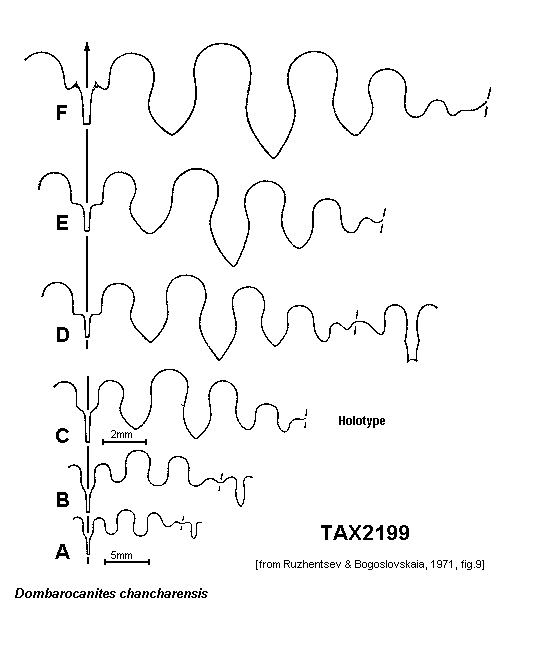 F
E
D
C
2mm
Holotype
B
A
5mm
TAX2199
[from Ruzhentsev & Bogoslovskaia, 1971, fig.9]
Dombarocanites chancharensis